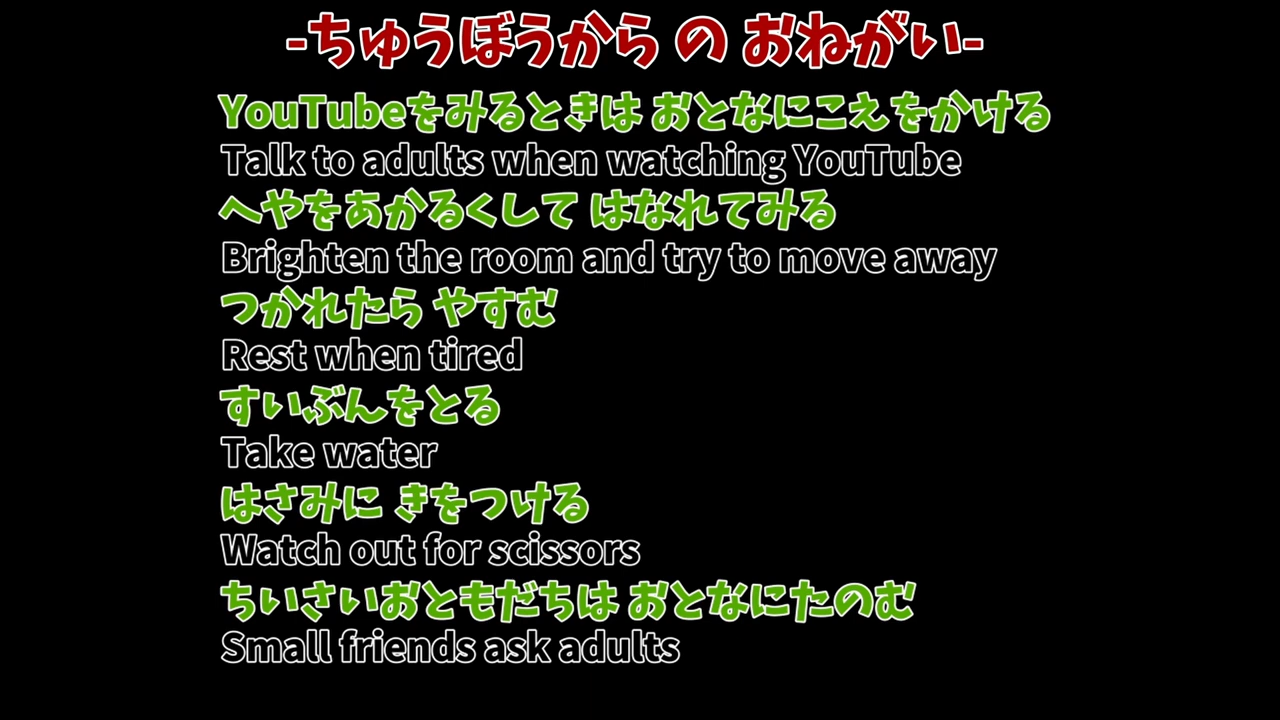 -ちゅうぼうから の おねがい-
YouTubeをみるときは おとなにこえをかける
Talk to adults when watching YouTube
へやをあかるくして はなれてみる
Brighten the room and try to move away
つかれたら やすむ
Rest when tired
すいぶんをとる
Take water
はさみに きをつける
Watch out for scissors
ちいさいおともだちは おとなにたのむ
Small friends ask adults